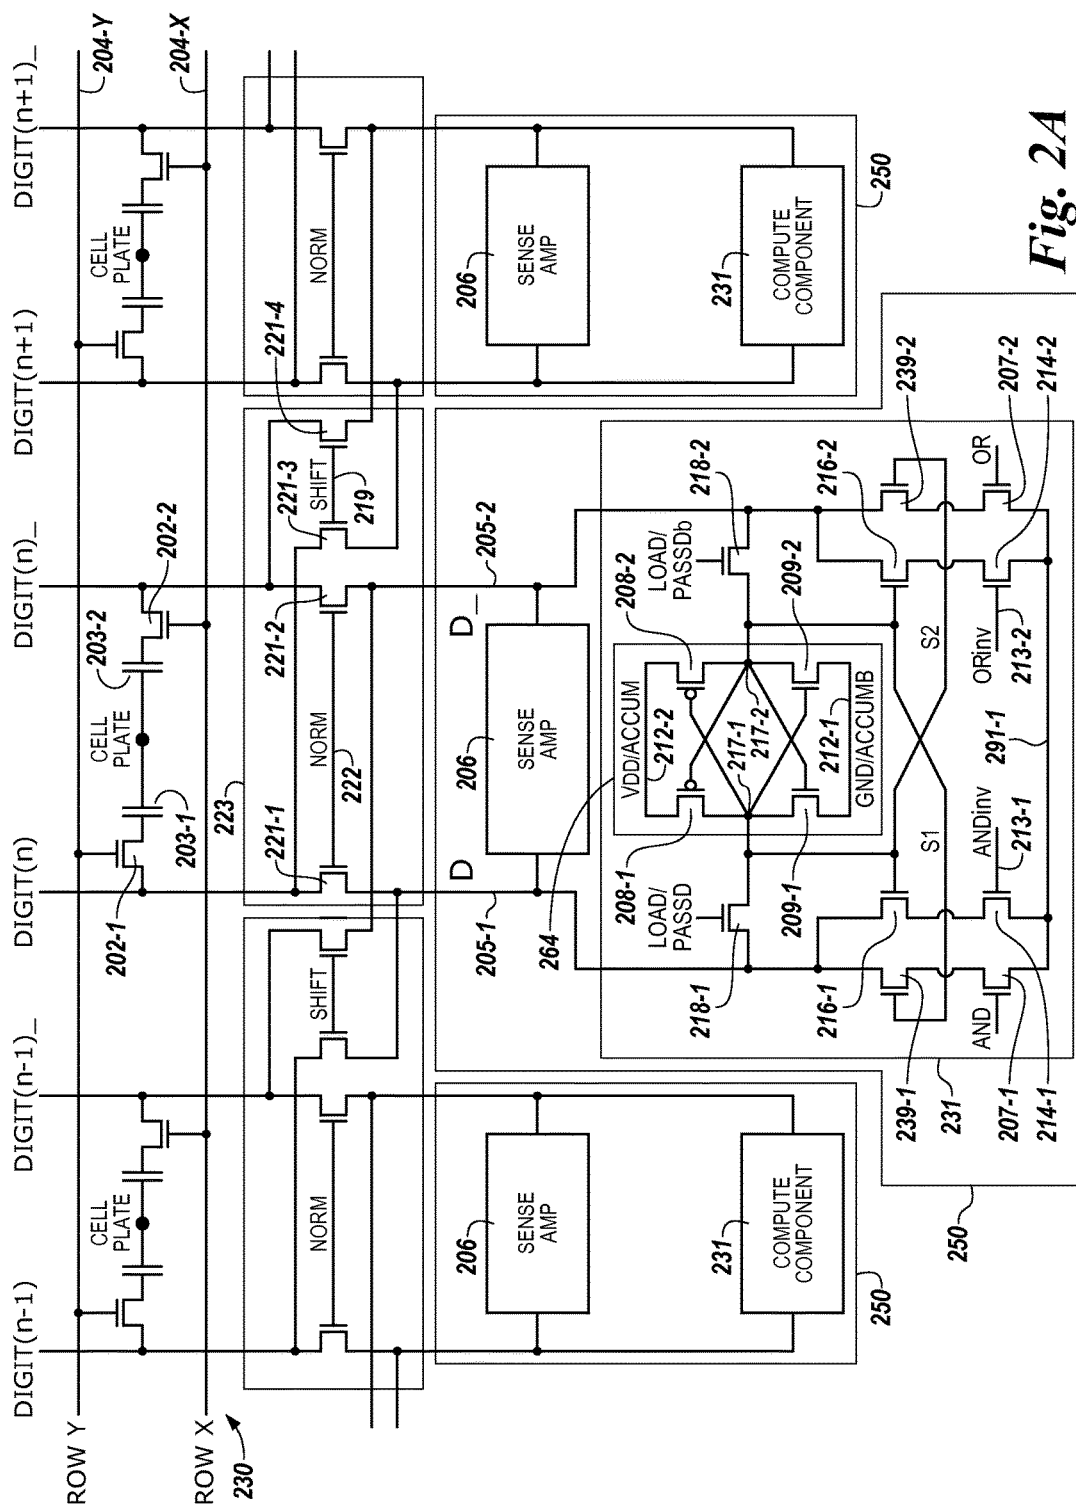 DIGIT(n-1)
DIGIT(n-1)_
DIGIT(n)
DIGIT(n)_
DIGIT(n+1)
DIGIT(n+1)_
ROW Y
204-Y
CELL
PLATE
CELL
PLATE
CELL
PLATE
202-1
203-1
203-2
202-2
ROW X
204-X
230
223
NORM
SHIFT
221-1
NORM
222
221-2
221-3
SHIFT
219
221-4
NORM
205-1
D
D_
205-2
206
SENSE
AMP
206
SENSE
AMP
206
SENSE
AMP
231
COMPUTE
COMPONENT
250
231
COMPUTE
COMPONENT
250
264
VDD/ACCUM
212-2
208-1
208-2
LOAD/
PASSD
LOAD/
PASSDb
218-1
218-2
217-1
217-2
209-1
209-2
212-1
GND/ACCUMB
216-1
216-2
239-1
239-2
S1
S2
AND
ANDinv
213-1
291-1
ORinv
213-2
OR
231
207-1
214-1
207-2
214-2
250
Fig. 2A